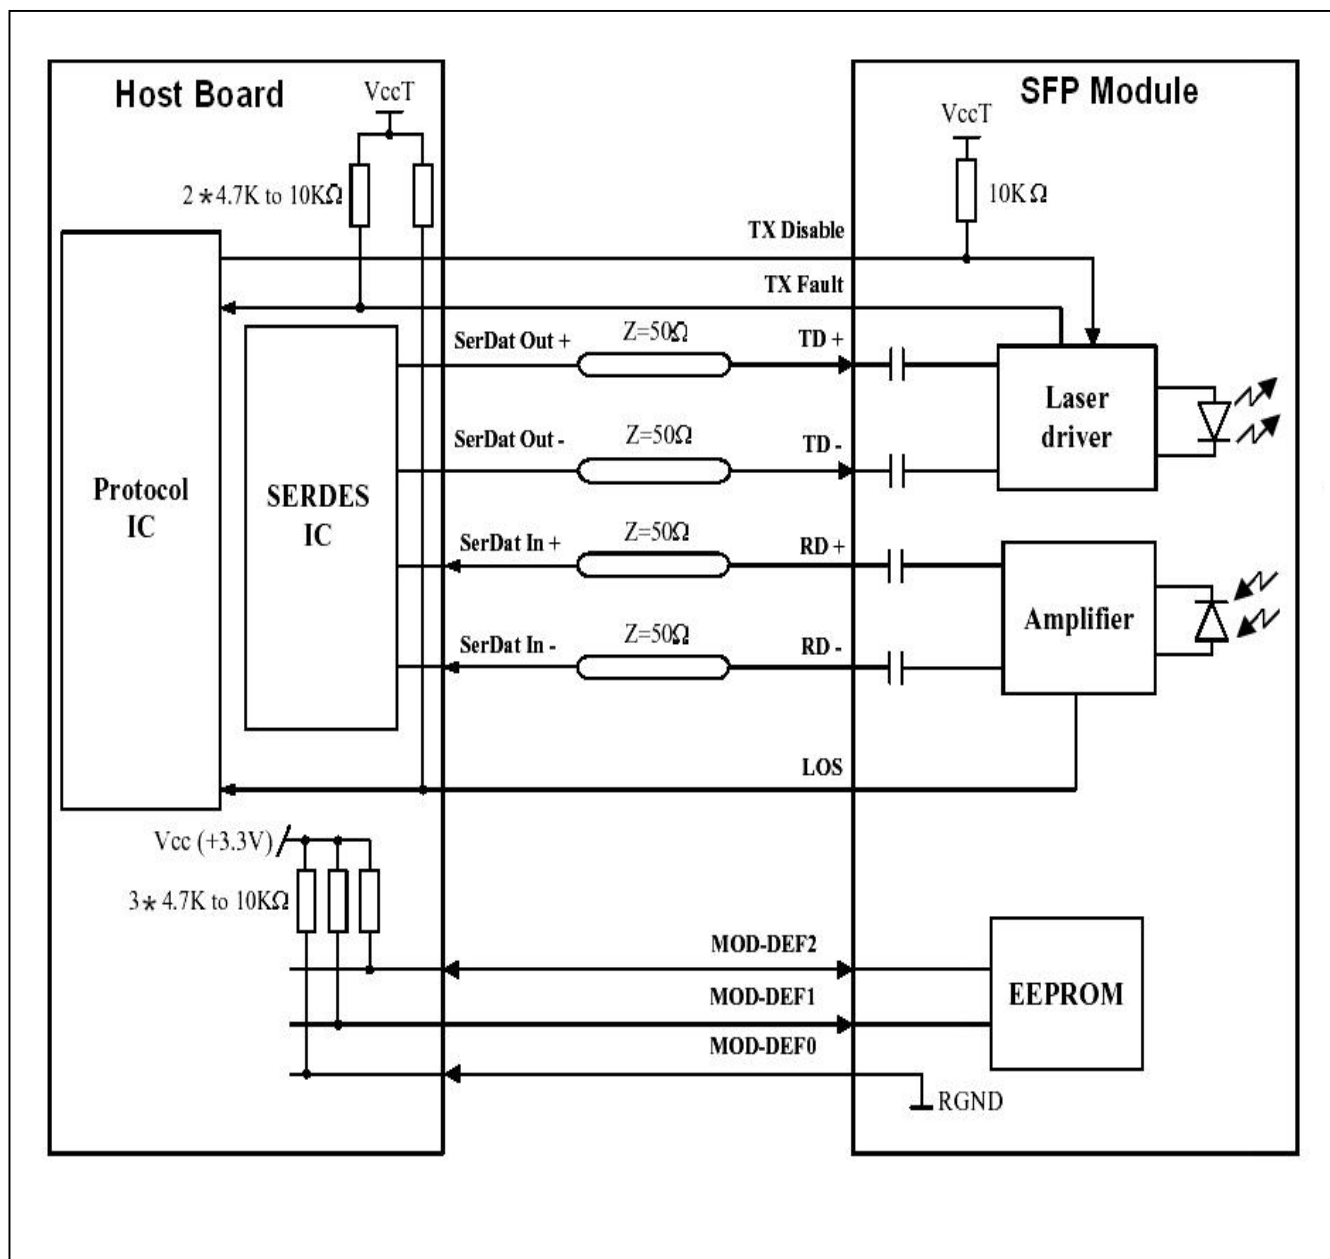 Host Board
SFP Module
VccT
VccT
2*4.7K to 10KΩ
10KΩ
TX Disable
TX Fault
SerDat Out +
Z=50Ω
TD +
Laser
driver
SerDat Out -
Z=50Ω
TD -
Protocol
IC
SERDES
IC
SerDat In +
Z=50Ω
RD +
Amplifier
SerDat In -
Z=50Ω
RD -
LOS
Vcc (+3.3V)
3* 4.7K to 10KΩ
MOD-DEF2
MOD-DEF1
EEPROM
MOD-DEF0
RGND